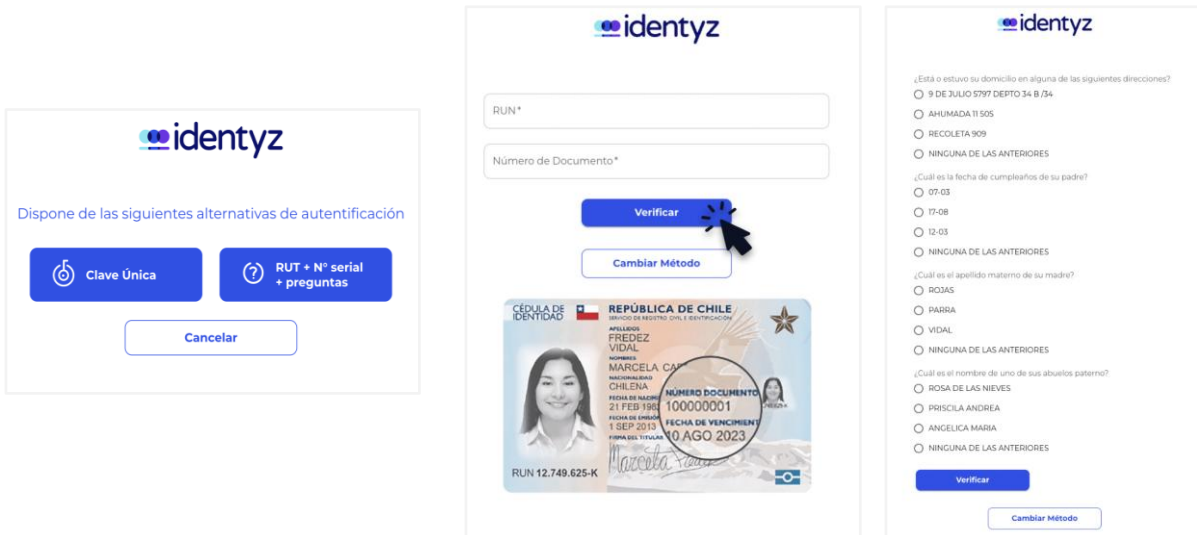 identyz
Dispone de las siguientes alternativas de autentificación
Clave Única
RUT + N° serial
+ preguntas
Cancelar
identyz
RUN*
Número de Documento*
Verificar
Cambiar Método
CÉDULA DE
IDENTIDAD
REPÚBLICA DE CHILE
SERVICIO DE REGISTRO CIVIL E IDENTIFICACIÓN
APELLIDOS
FREDEZ
VIDAL
NOMBRES
MARCELA
NACIONALIDAD
CHILENA
21 FEB
FECHA DE EMISIÓN
1 SEP 2013
FIRMA DEL TITULAR
NÚMERO DOCUMENTO
100000001
FECHA DE VENCIMIENT
10 AGO 2023
RUN 12.749.625-K
identyz
¿Está o estuvo su domicilio en alguna de las siguientes direcciones?
9 DE JULIO 5797 DEPTO 34 B /34
AHUMADA 11 505
RECOLETA 909
NINGUNA DE LAS ANTERIORES
¿Cuál es la fecha de cumpleaños de su padre?
07-03
17-08
12-03
NINGUNA DE LAS ANTERIORES
¿Cuál es el apellido materno de su madre?
ROJAS
PARRA
VIDAL
NINGUNA DE LAS ANTERIORES
¿Cuál es el nombre de uno de sus abuelos paterno?
ROSA DE LAS NIEVES
PRISCILA ANDREA
ANGELICA MARIA
NINGUNA DE LAS ANTERIORES
Verificar
Cambiar Método